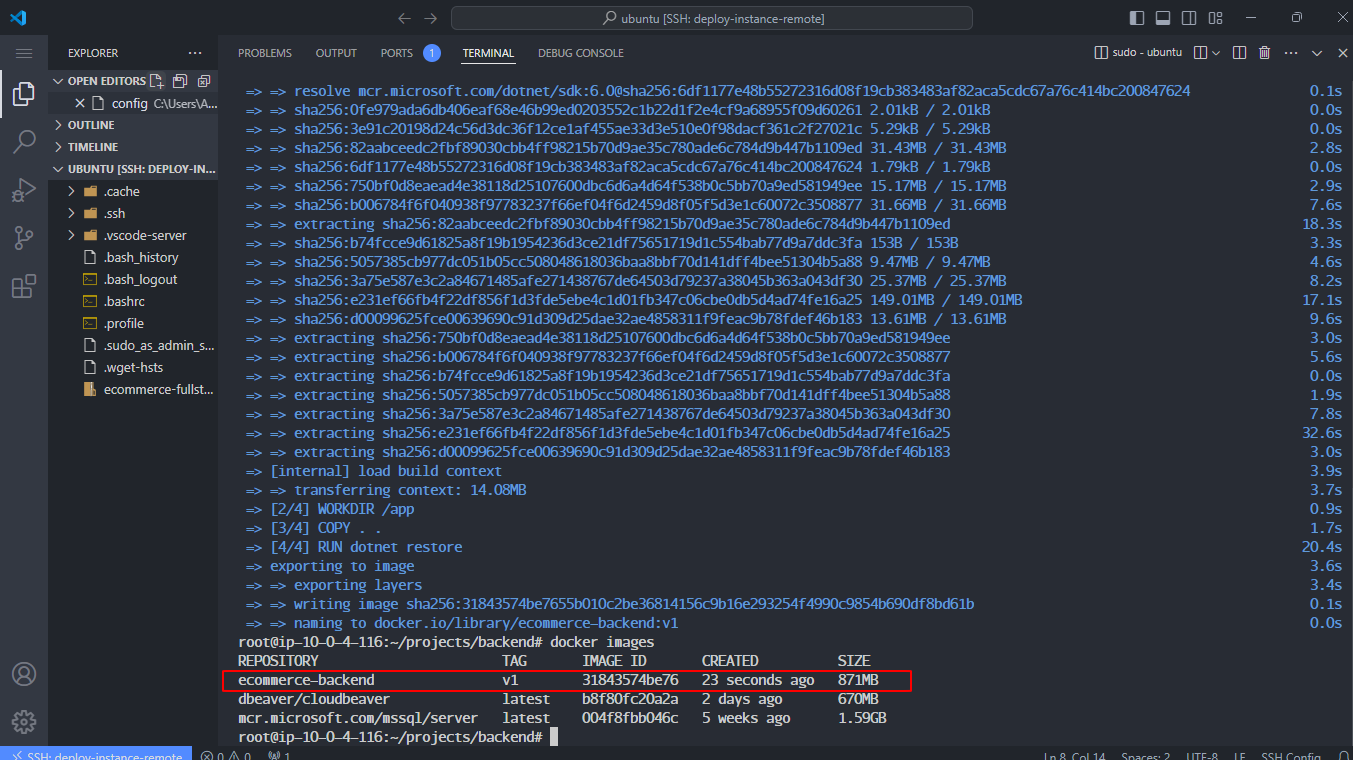 ubuntu [SSH: deploy-instance-remote]
EXPLORER
OPEN EDITORS
config C:\Users\A...
OUTLINE
TIMELINE
UBUNTU [SSH: DEPLOY-IN...
.cache
.ssh
.vscode-server
.bash_history
.bash_logout
.bashrc
.profile
.sudo_as_admin_s...
.wget-hsts
ecommerce-fullst...
PROBLEMS OUTPUT PORTS 1 TERMINAL DEBUG CONSOLE
sudo - ubuntu
=> => resolve mcr.microsoft.com/dotnet/sdk:6.0@sha256:6df1177e48b55272316d08f19cb383483af82aca5cdc67a76c414bc200847624 0.1s
=> => sha256:0fe979ada6db406eaf68e46b99ed0203552c1b22d1f2e4cf9a68955f09d60261 2.01kB / 2.01kB 0.0s
=> => sha256:3e91c20198d24c56d3dc36f12ce1af455ae33d3e510e0f98dacf361c2f27021c 5.29kB / 5.29kB 0.0s
=> => sha256:82aabceedc2fbf89030cbb4ff98215b70d9ae35c780ade6c784d9b447b1109ed 31.43MB / 31.43MB 2.8s
=> => sha256:6df1177e48b55272316d08f19cb383483af82aca5cdc67a76c414bc200847624 1.79kB / 1.79kB 0.0s
=> => sha256:750bf0d8eaead4e38118d25107600dbc6d6a4d64f538b0c5bb70a9ed581949ee 15.17MB / 15.17MB 2.9s
=> => sha256:b006784f6f040938f97783237f66ef04f6d2459d8f05f5d3e1c60072c3508877 31.66MB / 31.66MB 7.6s
=> => extracting sha256:82aabceedc2fbf89030cbb4ff98215b70d9ae35c780ade6c784d9b447b1109ed 18.3s
=> => sha256:b74fcce9d61825a8f19b1954236d3ce21df75651719d1c554bab77d9a7ddc3fa 153B / 153B 3.3s
=> => sha256:5057385cb977dc051b05cc508048618036baa8bbf70d141dff4bee51304b5a88 9.47MB / 9.47MB 4.6s
=> => sha256:3a75e587e3c2a84671485afe271438767de64503d79237a38045b363a043df30 25.37MB / 25.37MB 8.2s
=> => sha256:e231ef66fb4f22df856f1d3fde5ebe4c1d01fb347c06cbe0db5d4ad74fe16a25 149.01MB / 149.01MB 17.1s
=> => sha256:d00099625fce00639690c91d309d25dae32ae4858311f9feac9b78fdef46b183 13.61MB / 13.61MB 9.6s
=> => extracting sha256:750bf0d8eaead4e38118d25107600dbc6d6a4d64f538b0c5bb70a9ed581949ee 3.0s
=> => extracting sha256:b006784f6f040938f97783237f66ef04f6d2459d8f05f5d3e1c60072c3508877 5.6s
=> => extracting sha256:b74fcce9d61825a8f19b1954236d3ce21df75651719d1c554bab77d9a7ddc3fa 0.0s
=> => extracting sha256:5057385cb977dc051b05cc508048618036baa8bbf70d141dff4bee51304b5a88 1.9s
=> => extracting sha256:3a75e587e3c2a84671485afe271438767de64503d79237a38045b363a043df30 7.8s
=> => extracting sha256:e231ef66fb4f22df856f1d3fde5ebe4c1d01fb347c06cbe0db5d4ad74fe16a25 32.6s
=> => extracting sha256:d00099625fce00639690c91d309d25dae32ae4858311f9feac9b78fdef46b183 3.0s
=> [internal] load build context 3.9s
=> => transferring context: 14.08MB 3.7s
=> [2/4] WORKDIR /app 0.9s
=> [3/4] COPY . . 1.7s
=> [4/4] RUN dotnet restore 20.4s
=> exporting to image 3.6s
=> => exporting layers 3.4s
=> => writing image sha256:31843574be7655b010c2be36814156c9b16e293254f4990c9854b690df8bd61b 0.1s
=> => naming to docker.io/library/ecommerce-backend:v1 0.0s
root@ip-10-0-4-116:~/projects/backend# docker images
REPOSITORY TAG IMAGE ID CREATED SIZE
ecommerce-backend v1 31843574be76 23 seconds ago 871MB
dbeaver/cloudbeaver latest b8f80fc20a2a 2 days ago 670MB
mcr.microsoft.com/mssql/server latest 004f8fbb046c 5 weeks ago 1.59GB
root@ip-10-0-4-116:~/projects/backend#
SSH: deploy-instance-remote 0 0 1 Ln 8, Col 14 Spaces: 2 UTF-8 LF SSH Config